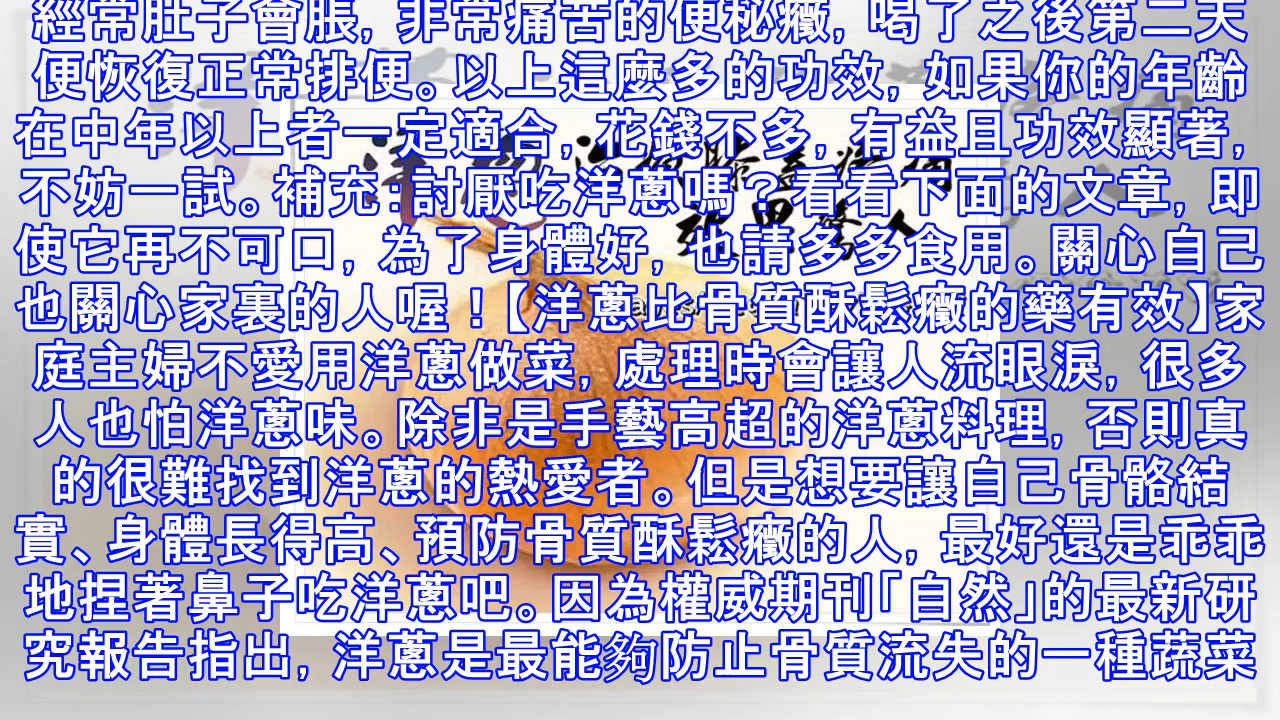 經常肚子會脹, 非常痛苦的便秘癥, 喝了之後第二天
便恢復正常排便。以上這麼多的功效, 如果你的年齡
在中年以上者一定適合, 花錢不多, 有益且功效顯著,
不妨一試。補充:討厭吃洋蔥嗎?看看下面的文章, 即
使它再不可口, 為了身體好, 也請多多食用。關心自己
也關心家裏的人喔!【洋蔥比骨質酥鬆癥的藥有效】家
庭主婦不愛用洋蔥做菜, 處理時會讓人流眼淚, 很多
人也怕洋蔥味。除非是手藝高超的洋蔥料理, 否則真
的很難找到洋蔥的熱愛者。但是想要讓自己骨骼結
實、身體長得高、預防骨質酥鬆癥的人, 最好還是乖乖
地捏著鼻子吃洋蔥吧。因為權威期刊「自然」的最新研
究報告指出, 洋蔥是最能夠防止骨質流失的一種蔬菜